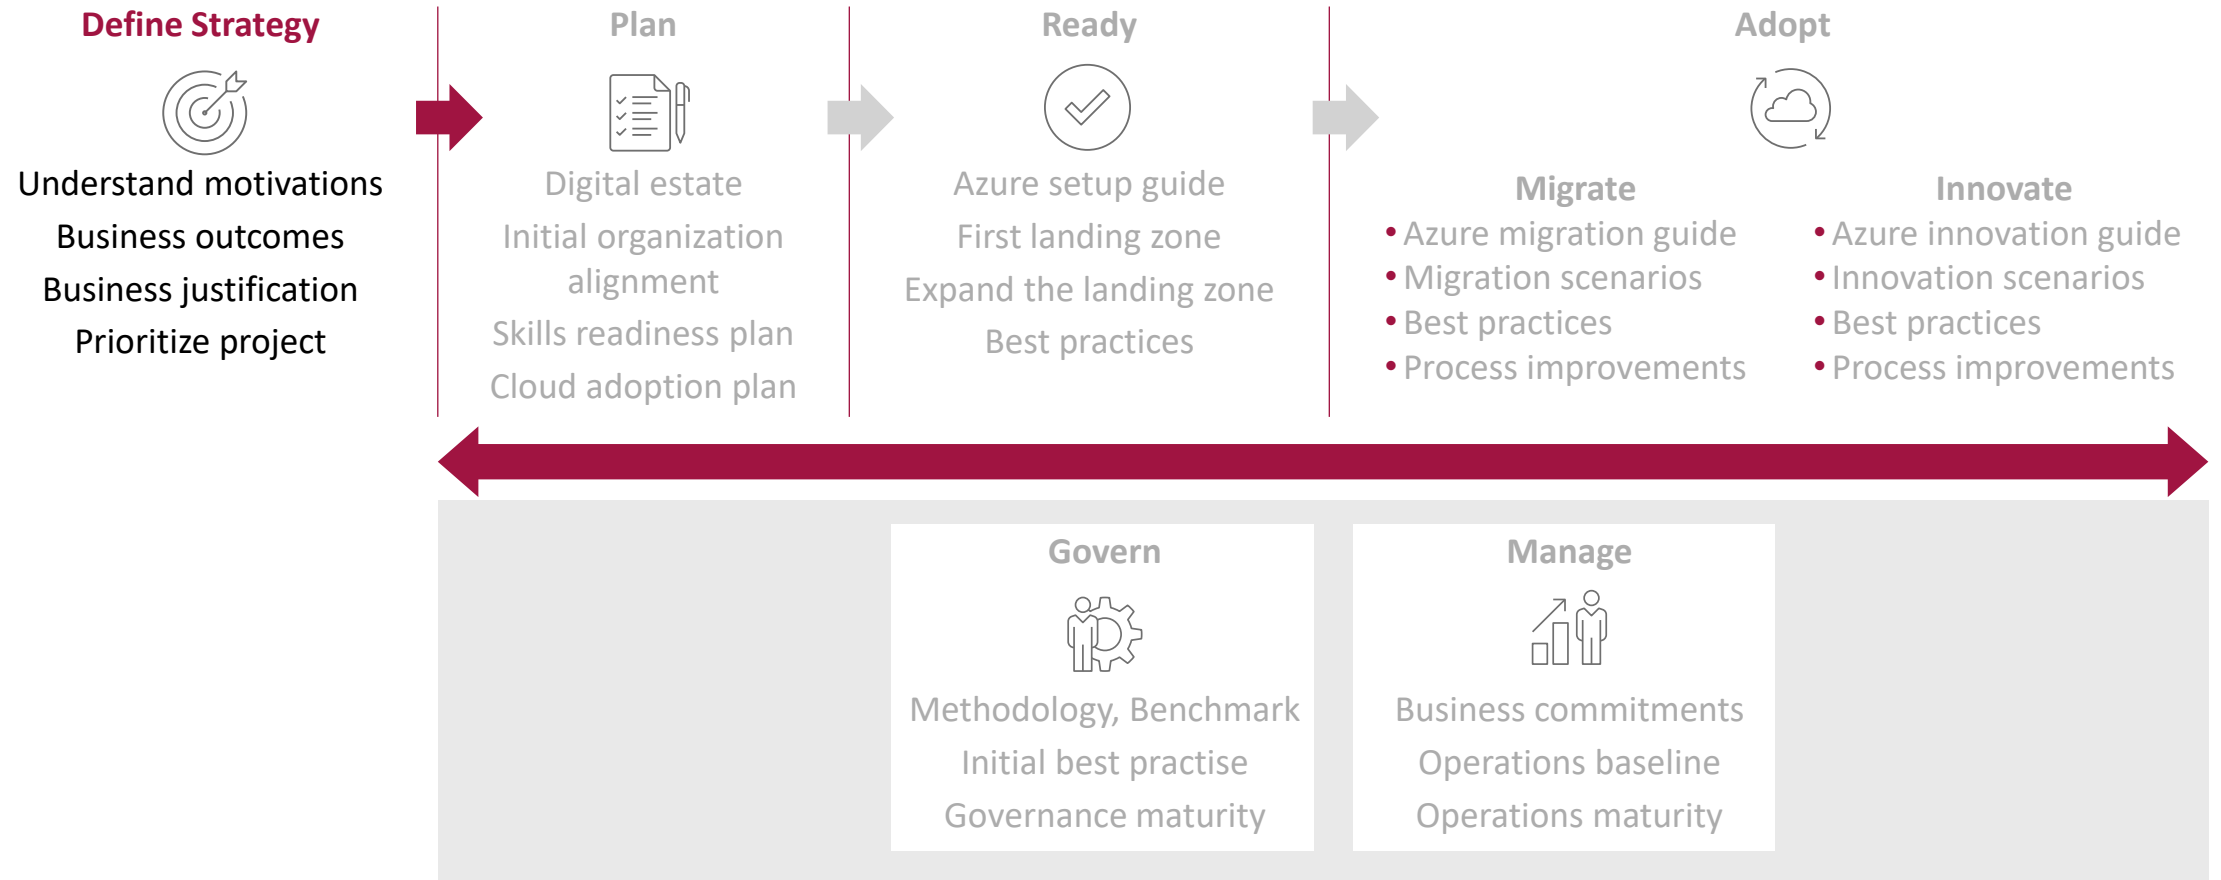 Define Strategy
Understand motivations
Business outcomes
Business justification
Prioritize project
Plan
Digital estate
Initial organization
alignment
Skills readiness plan
Cloud adoption plan
Ready
Azure setup guide
First landing zone
Expand the landing zone
Best practices
Adopt
Migrate
• Azure migration guide
• Migration scenarios
• Best practices
• Process improvements
Innovate
• Azure innovation guide
• Innovation scenarios
• Best practices
• Process improvements
Govern
Methodology, Benchmark
Initial best practise
Governance maturity
Manage
Business commitments
Operations baseline
Operations maturity